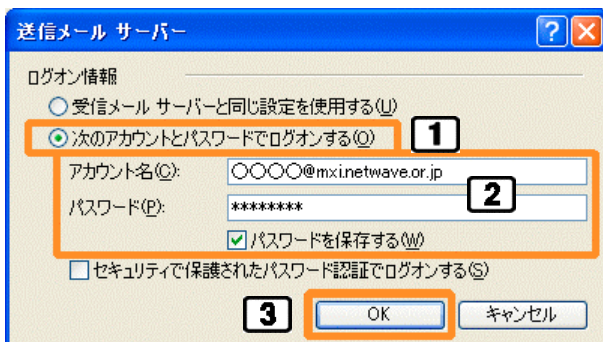 送信メール サーバー
ログオン情報
受信メール サーバーと同じ設定を使用する(U)
次のアカウントとパスワードでログオンする(O)
1
アカウント名(C): 〇〇〇〇@mxi.netwave.or.jp
パスワード(P): ********
2
パスワードを保存する(W)
セキュリティで保護されたパスワード認証でログオンする(S)
3 OK キャンセル